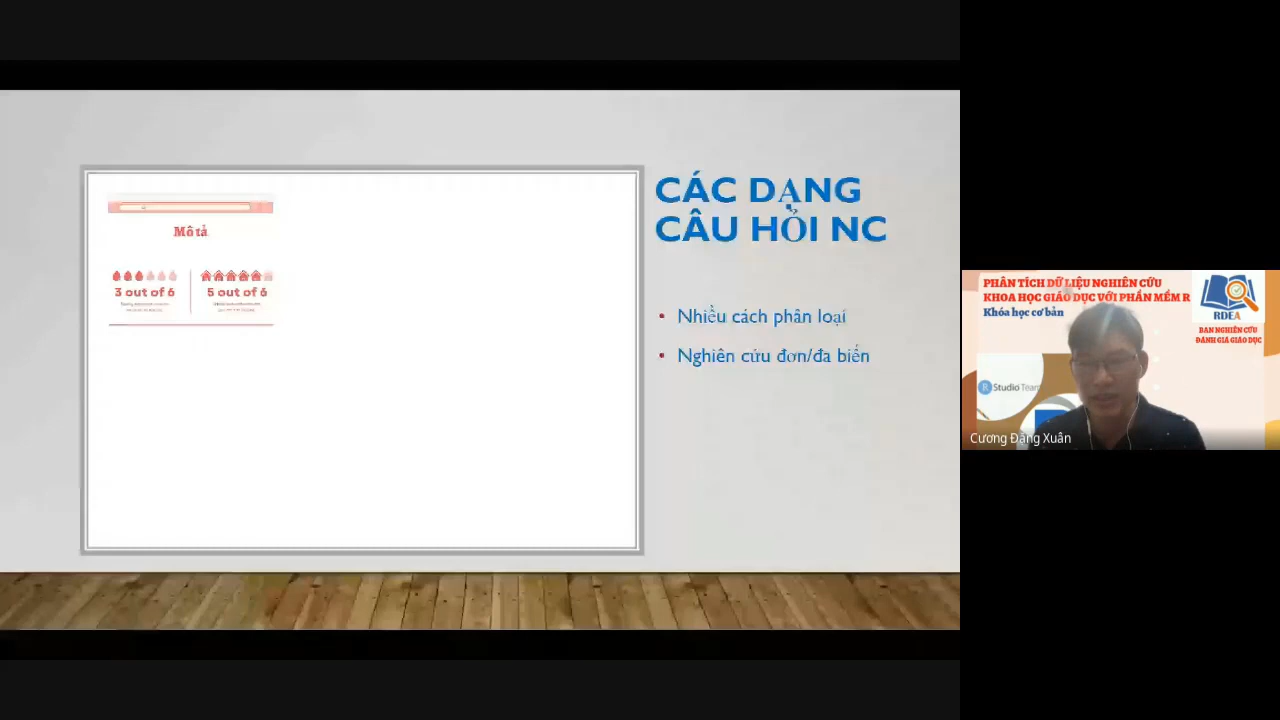 Mô tả
3 out of 6
5 out of 6
CÁC DẠNG
CÂU HỎI NC
• Nhiều cách phân loại
• Nghiên cứu đơn/đa biến
PHÂN TÍCH DỮ LIỆU NGHIÊN CỨU
KHOA HỌC GIÁO DỤC VỚI PHẦN MỀM R
Khóa học cơ bản
RDEA
BAN NGHIÊN CỨU
ĐÁNH GIÁ GIÁO DỤC
R Studio Team
Cương Đặng Xuân